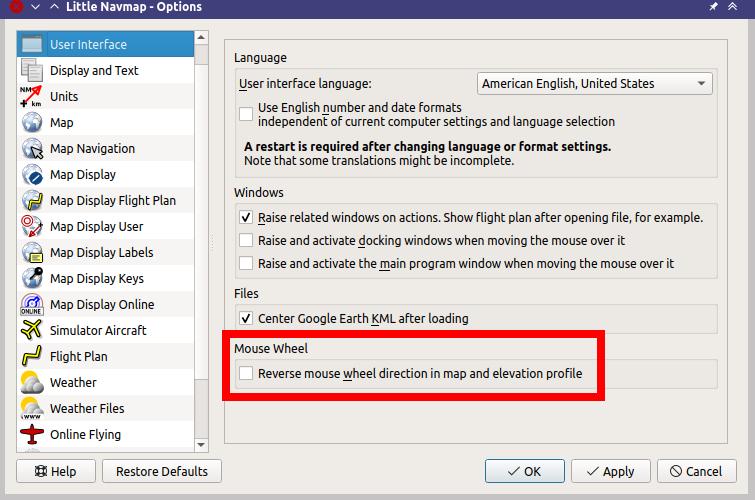 Little Navmap - Options
User Interface
Display and Text
Units
Map
Map Navigation
Map Display
Map Display Flight Plan
Map Display User
Map Display Labels
Map Display Keys
Map Display Online
Simulator Aircraft
Flight Plan
Weather
Weather Files
Online Flying
NM
km
ONLINE
www
Language
User interface language:
American English, United States
Use English number and date formats
independent of current computer settings and language selection
A restart is required after changing language or format settings.
Note that some translations might be incomplete.
Windows
Raise related windows on actions. Show flight plan after opening file, for example.
Raise and activate docking windows when moving the mouse over it
Raise and activate the main program window when moving the mouse over it
Files
Center Google Earth KML after loading
Mouse Wheel
Reverse mouse wheel direction in map and elevation profile
Help
Restore Defaults
OK
Apply
Cancel